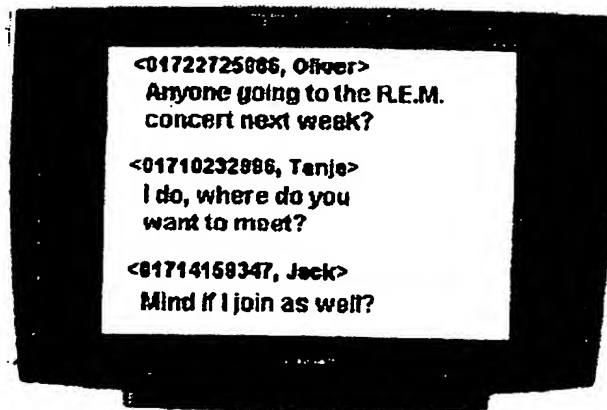 <01722725886, Oliver>
Anyone going to the R.E.M.
concert next week?
<01710232886, Tanja>
I do, where do you
want to meet?
<01714159347, Jack>
Mind if I join as well?